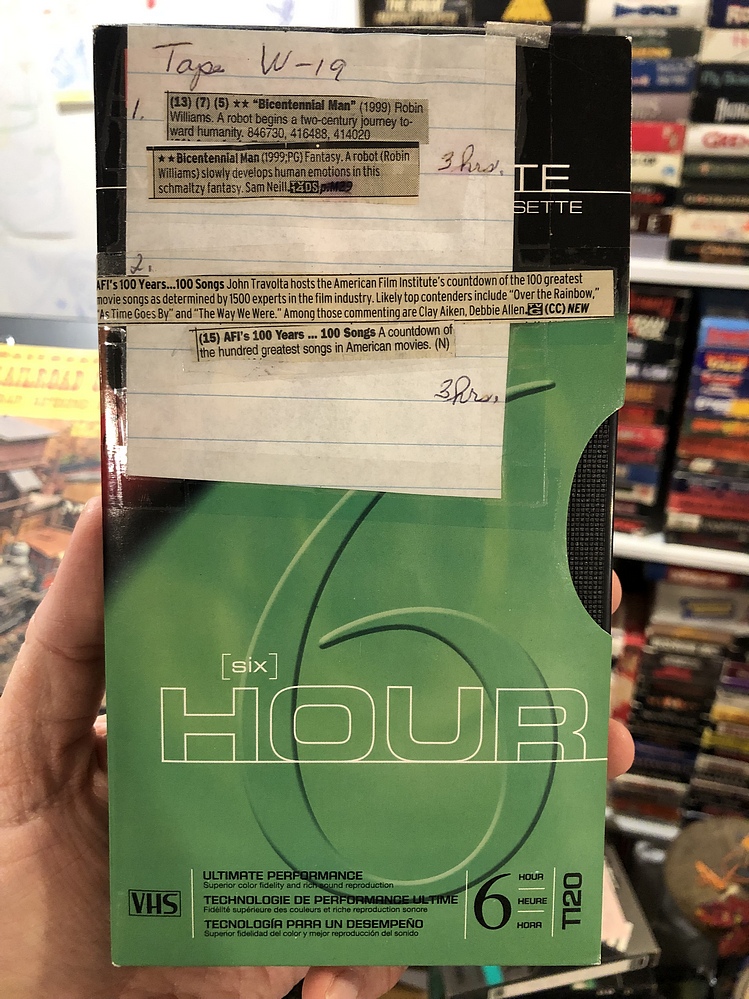 Tape W-19
1.
(13) (7) (5) ★★ "Bicentennial Man" (1999) Robin
Williams. A robot begins a two-century journey to-
ward humanity. 846730, 416488, 414020
★★Bicentennial Man (1999;PG) Fantasy. A robot (Robin
Williams) slowly develops human emotions in this
schmaltzy fantasy. Sam Neill.
3 hrs.
TE
SETTE
2.
AFI's 100 Years...100 Songs John Travolta hosts the American Film Institute's countdown of the 100 greatest
movie songs as determined by 1500 experts in the film industry. Likely top contenders include "Over the Rainbow,"
"As Time Goes By" and "The Way We Were." Among those commenting are Clay Aiken, Debbie Allen. (CC) NEW
(15) AFI's 100 Years ... 100 Songs A countdown of
the hundred greatest songs in American movies. (N)
3 hrs.
6
[six]
HOUR
VHS
ULTIMATE PERFORMANCE
Superior color fidelity and rich sound reproduction
TECHNOLOGIE DE PERFORMANCE ULTIME
Fidélité supérieure des couleurs et riche reproduction sonore
TECNOLOGÍA PARA UN DESEMPEÑO
Superior fidelidad del color y mejor reproducción del sonido
6
HOUR
HEURE
HORA
T120
RAILROAD